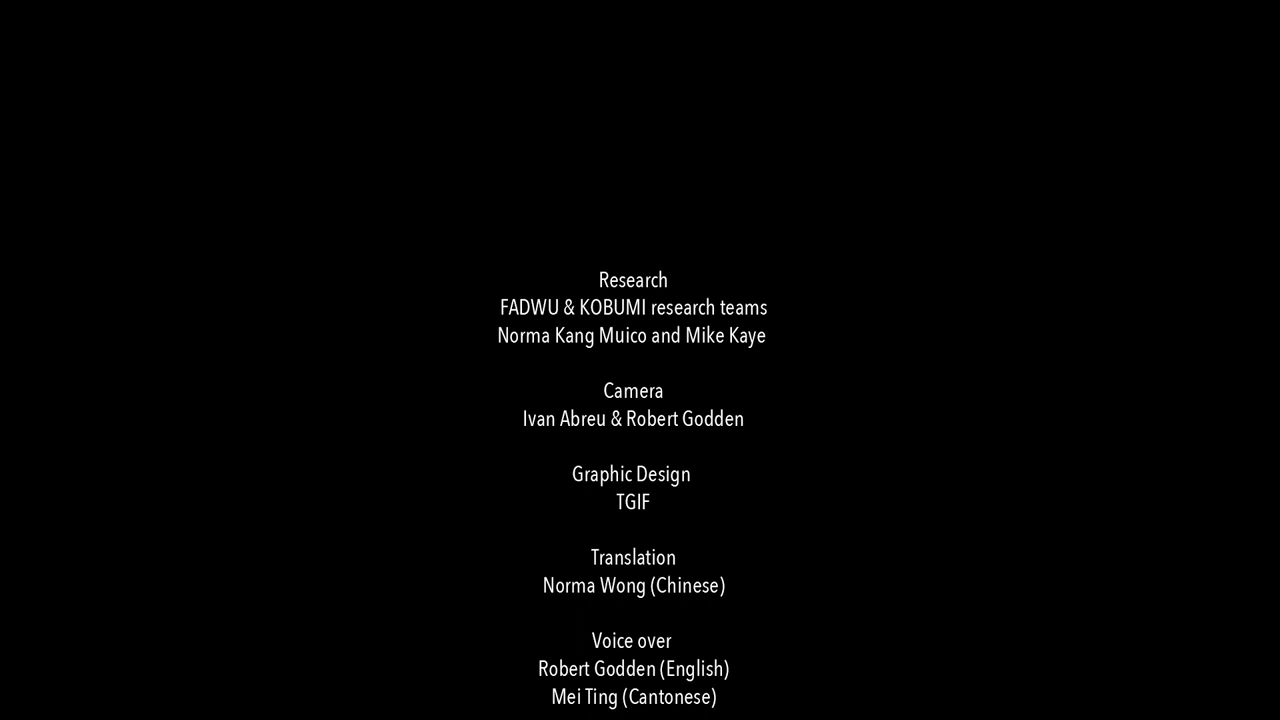 Research
FADWU & KOBUMI research teams
Norma Kang Muico and Mike Kaye
Camera
Ivan Abreu & Robert Godden
Graphic Design
TGIF
Translation
Norma Wong (Chinese)
Voice over
Robert Godden (English)
Mei Ting (Cantonese)